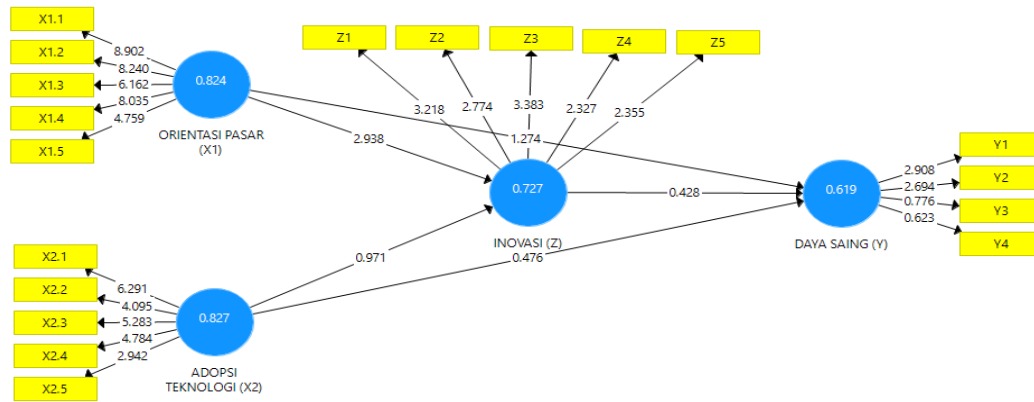 X1.1
X1.2
X1.3
X1.4
X1.5
8.902
8.240
6.162
8.035
4.759
0.824
ORIENTASI PASAR
(X1)
Z1
Z2
Z3
Z4
Z5
3.218
2.774
3.383
2.327
2.355
2.938
1.274
0.727
INOVASI (Z)
0.428
0.476
0.971
0.619
DAYA SAING (Y)
2.908
2.694
0.776
0.623
Y1
Y2
Y3
Y4
X2.1
X2.2
X2.3
X2.4
X2.5
6.291
4.095
5.283
4.784
2.942
0.827
ADOPSI
TEKNOLOGI (X2)